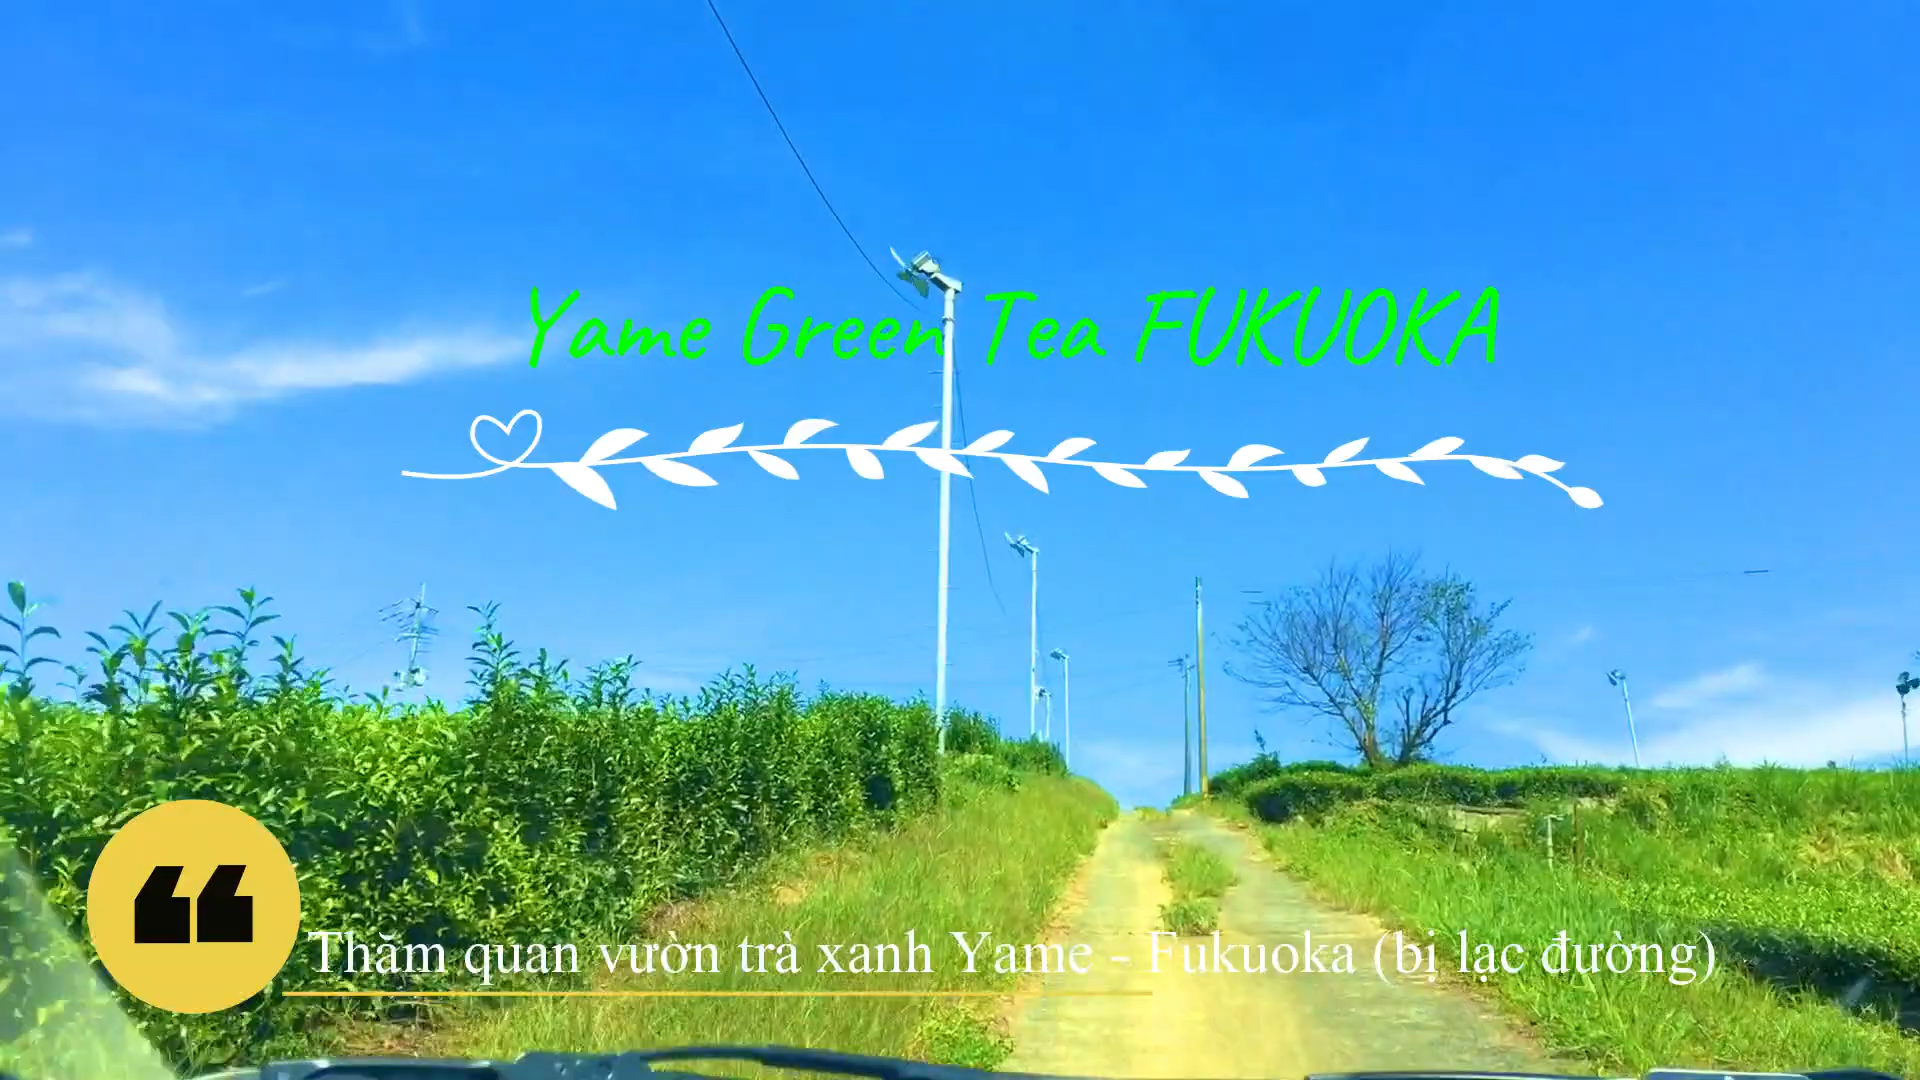 Yame Green Tea FUKUOKA
Thăm quan vườn trà xanh Yame - Fukuoka (bị lạc đường)